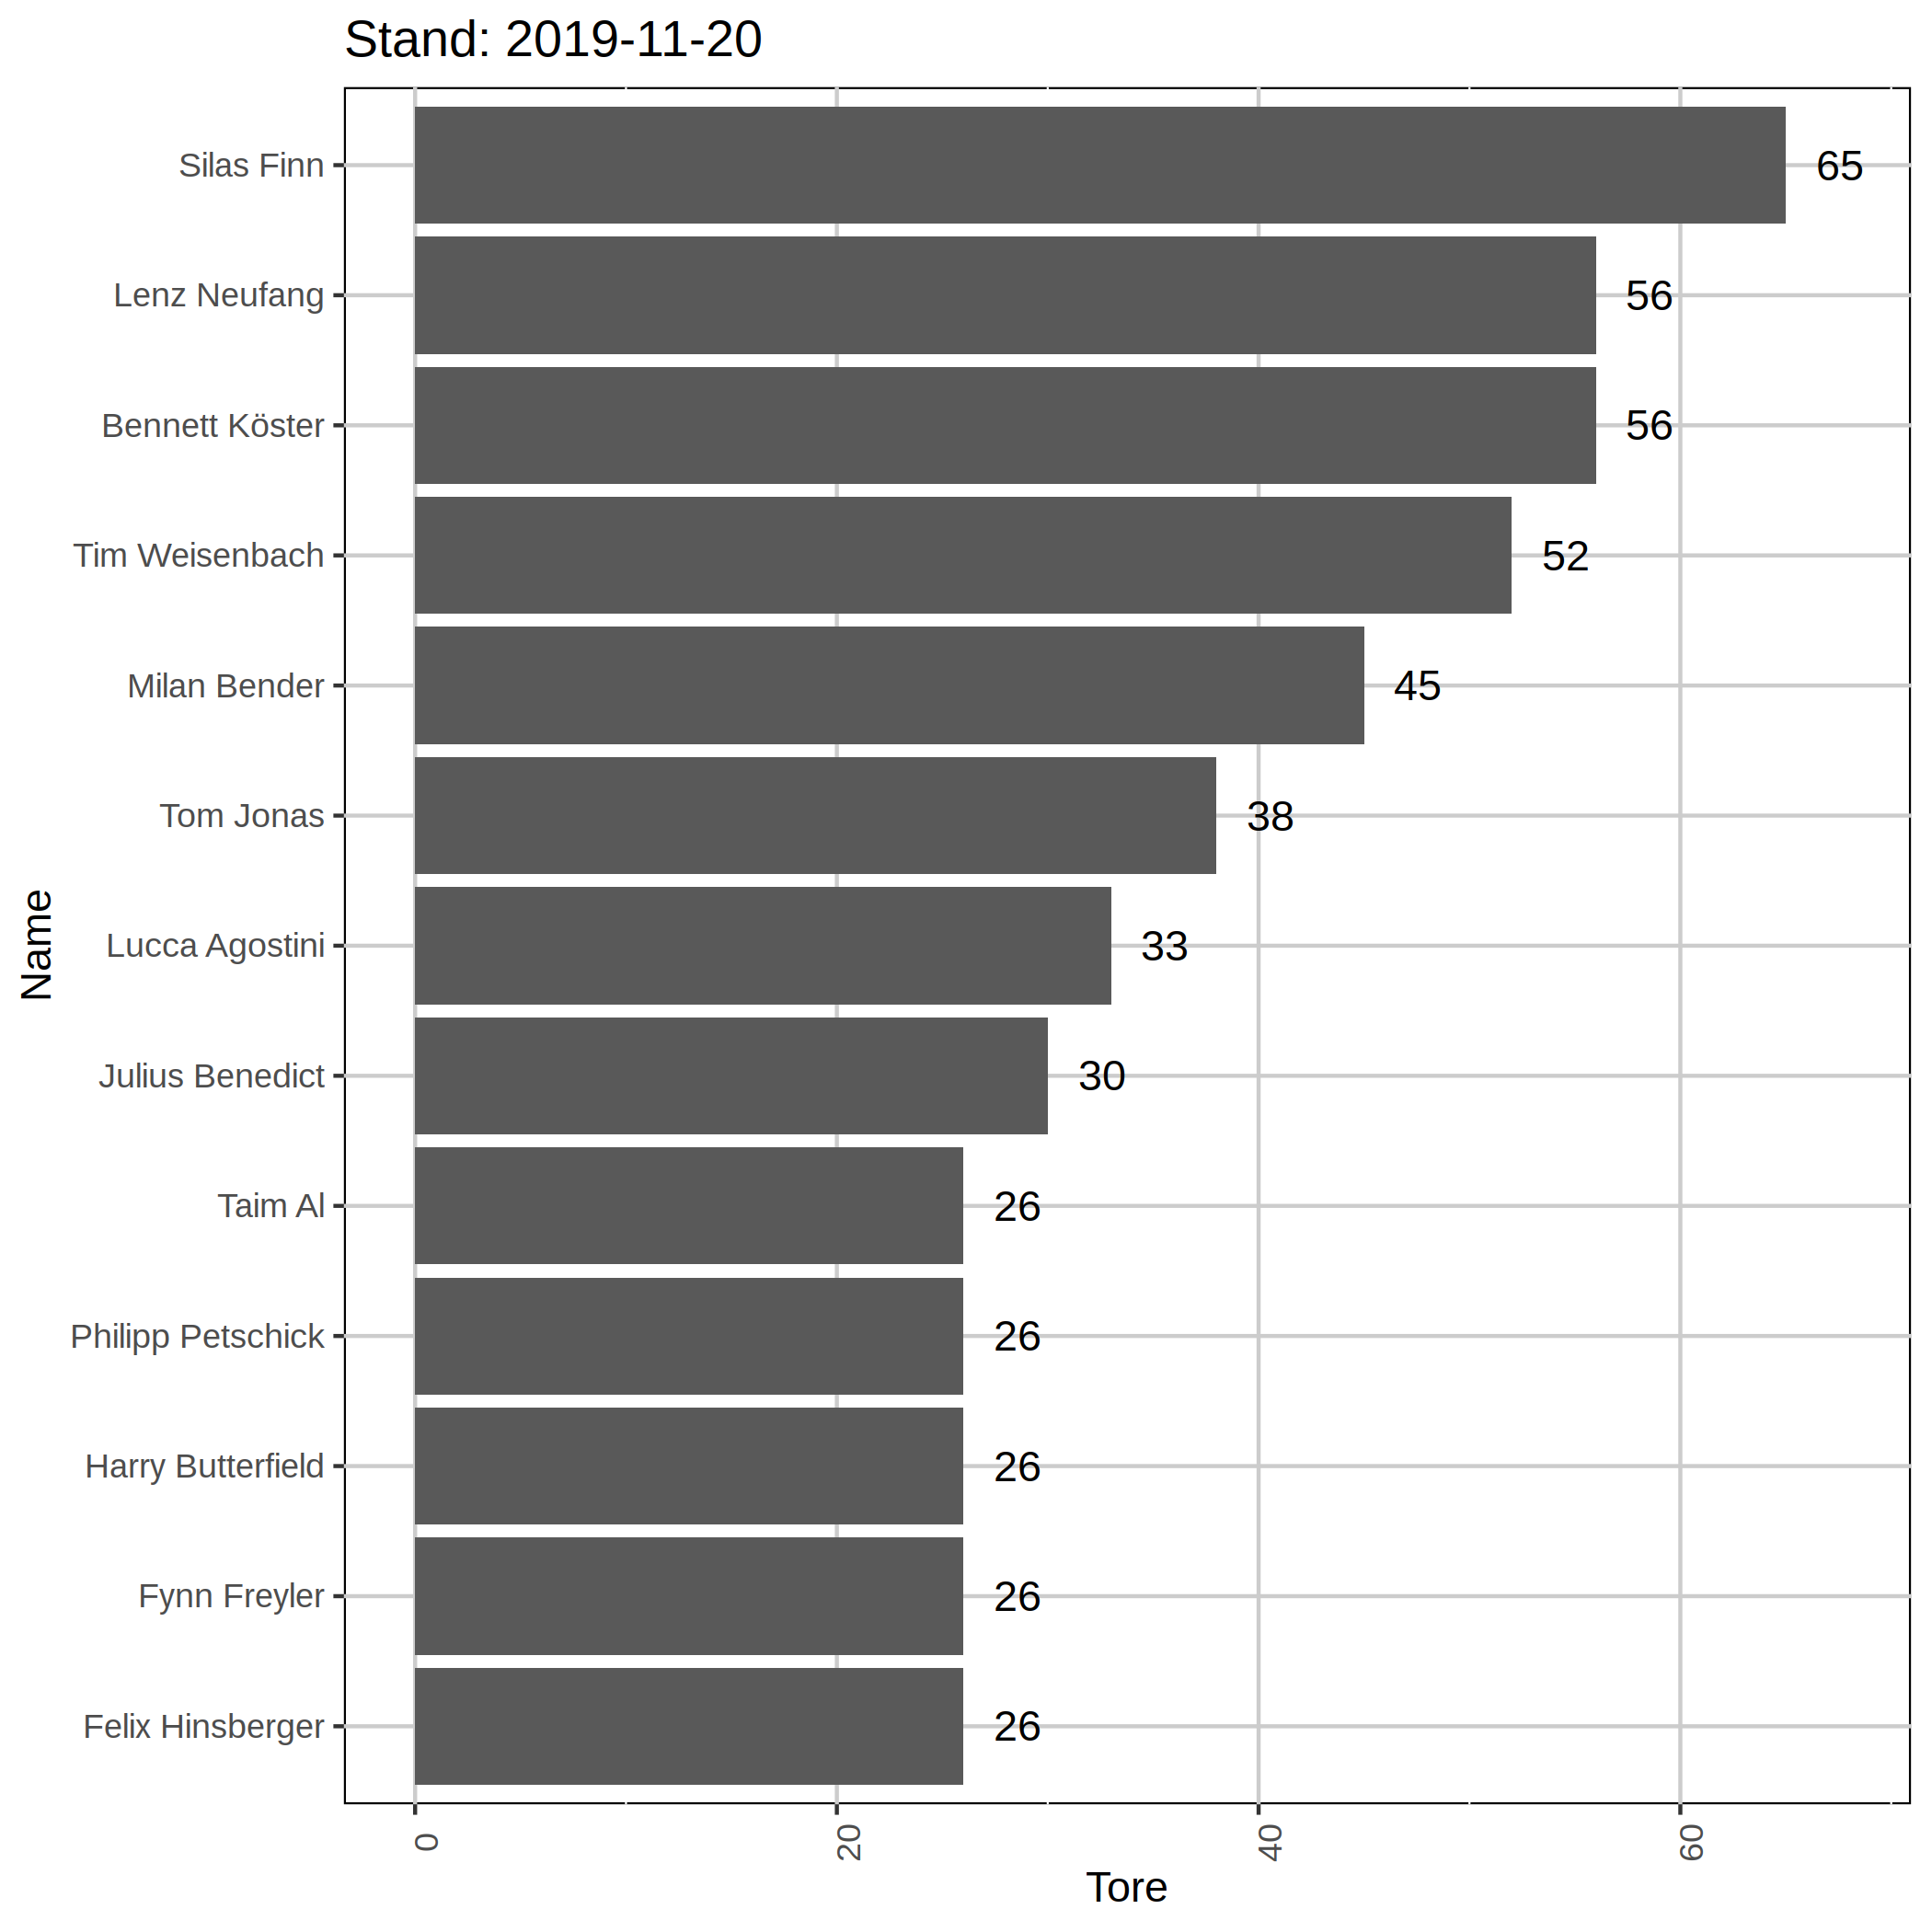 Stand: 2019-11-20
Silas Finn 65
Lenz Neufang 56
Bennett Köster 56
Tim Weisenbach 52
Milan Bender 45
Tom Jonas 38
Lucca Agostini 33
Julius Benedict 30
Taim Al 26
Philipp Petschick 26
Harry Butterfield 26
Fynn Freyler 26
Felix Hinsberger 26
Name
0 20 40 60
Tore